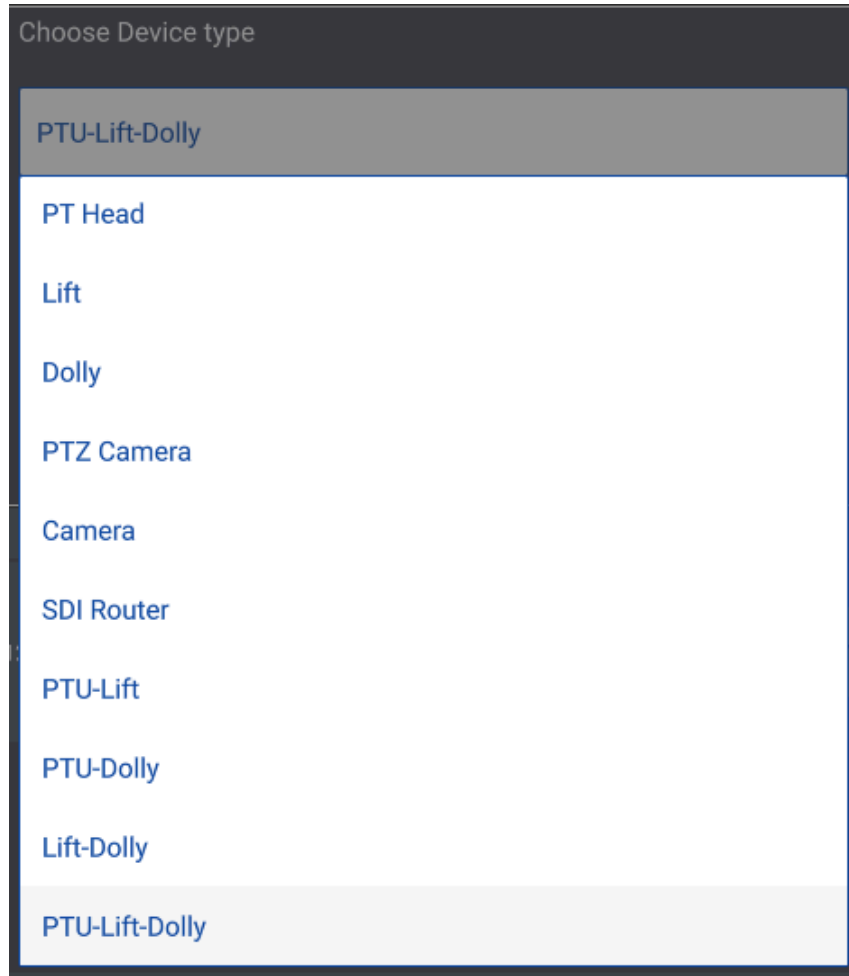 Choose Device type
PTU-Lift-Dolly
PT Head
Lift
Dolly
PTZ Camera
Camera
SDI Router
PTU-Lift
PTU-Dolly
Lift-Dolly
PTU-Lift-Dolly